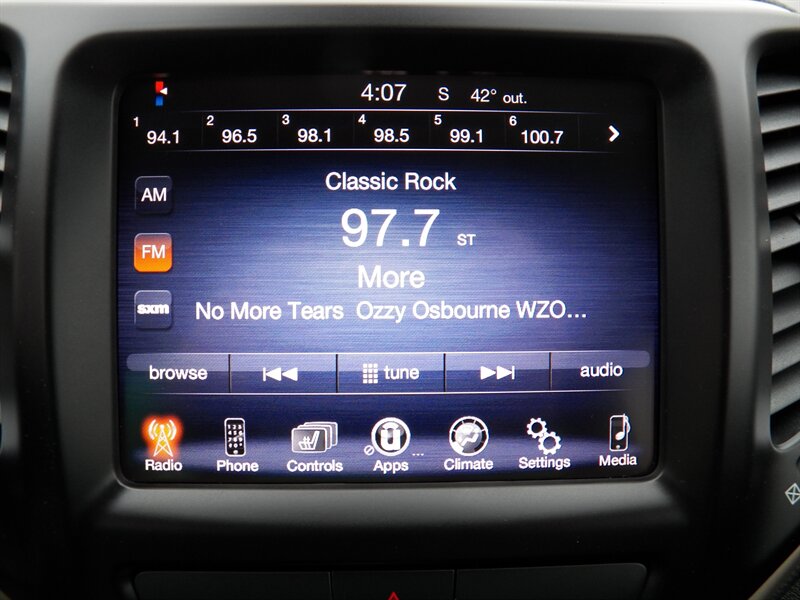 4:07 S 42° out.
1 94.1 2 96.5 3 98.1 4 98.5 5 99.1 6 100.7
AM
Classic Rock
97.7 ST
FM
More
sxm
No More Tears Ozzy Osbourne WZO...
browse tune audio
Radio Phone Controls Apps ... Climate Settings Media